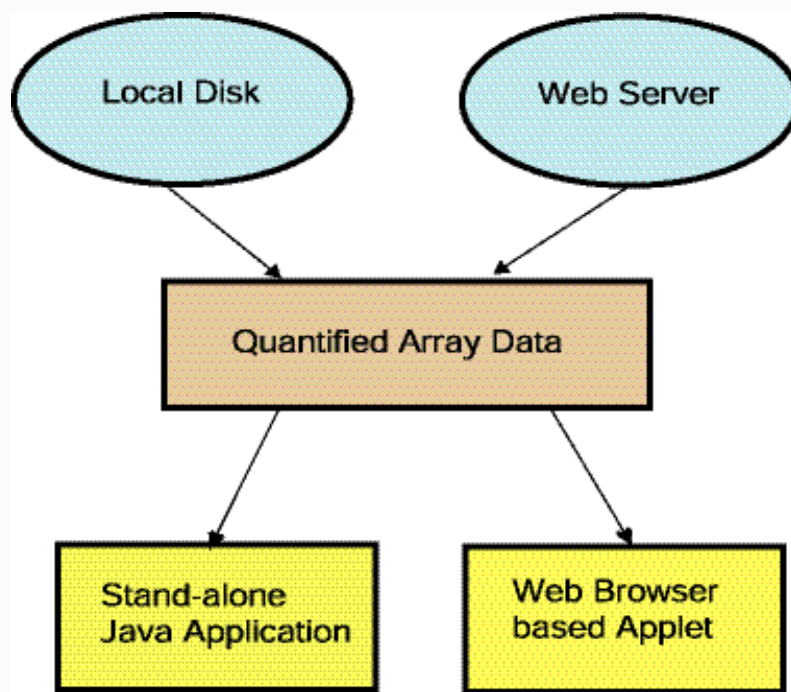 Local Disk
Web Server
Quantified Array Data
Stand-alone
Java Application
Web Browser
based Applet